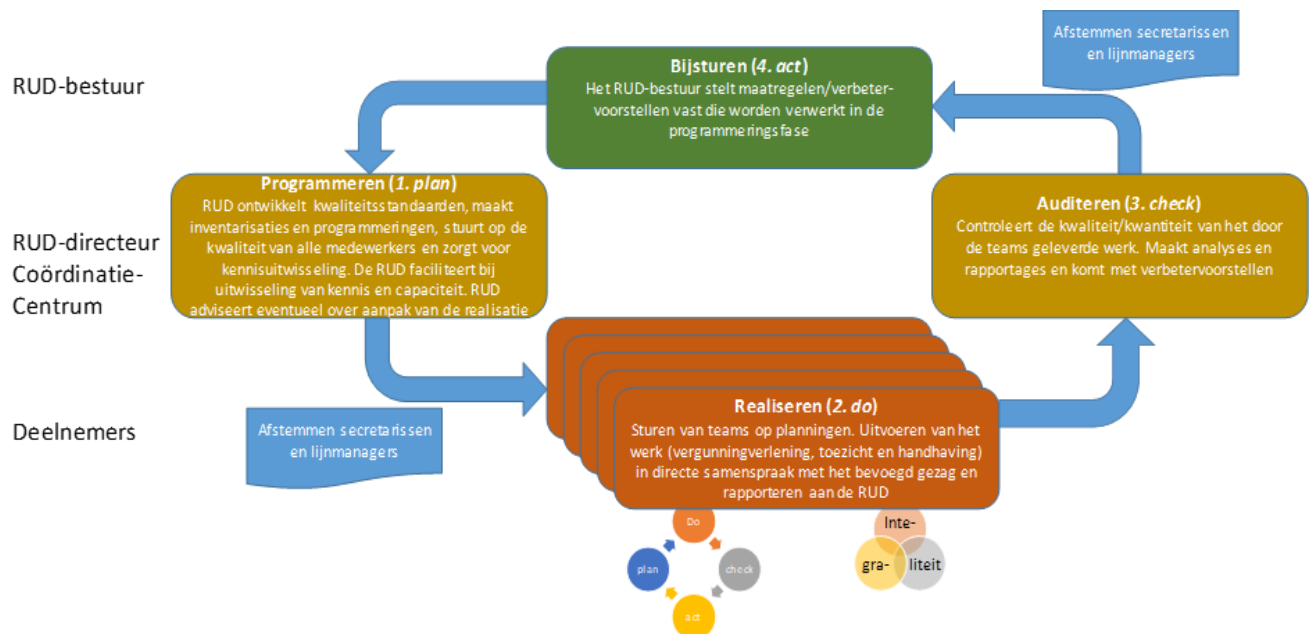 Afstemmen secretarissen
en lijnmanagers
RUD-bestuur
Bijsturen (4. act)
Het RUD-bestuur stelt maatregelen/verbeter-
voorstellen vast die worden verwerkt in de
programmeringsfase
RUD-directeur
Coördinatie-
Centrum
Programmeren (1. plan)
RUD ontwikkelt kwaliteitsstandaarden, maakt
inventarisaties en programmeringen, stuurt op de
kwaliteit van alle medewerkers en zorgt voor
kennisuitwisseling. De RUD faciliteert bij
uitwisseling van kennis en capaciteit. RUD
adviseert eventueel over aanpak van de realisatie
Auditeren (3. check)
Controleert de kwaliteit/kwantiteit van het door
de teams geleverde werk. Maakt analyses en
rapportages en komt met verbetervoorstellen
Deelnemers
Afstemmen secretarissen
en lijnmanagers
Realiseren (2. do)
Sturen van teams op planningen. Uitvoeren van het
werk (vergunningverlening, toezicht en handhaving)
in directe samenspraak met het bevoegd gezag en
rapporteren aan de RUD
Do
plan
check
act
Inte-
gra-
liteit